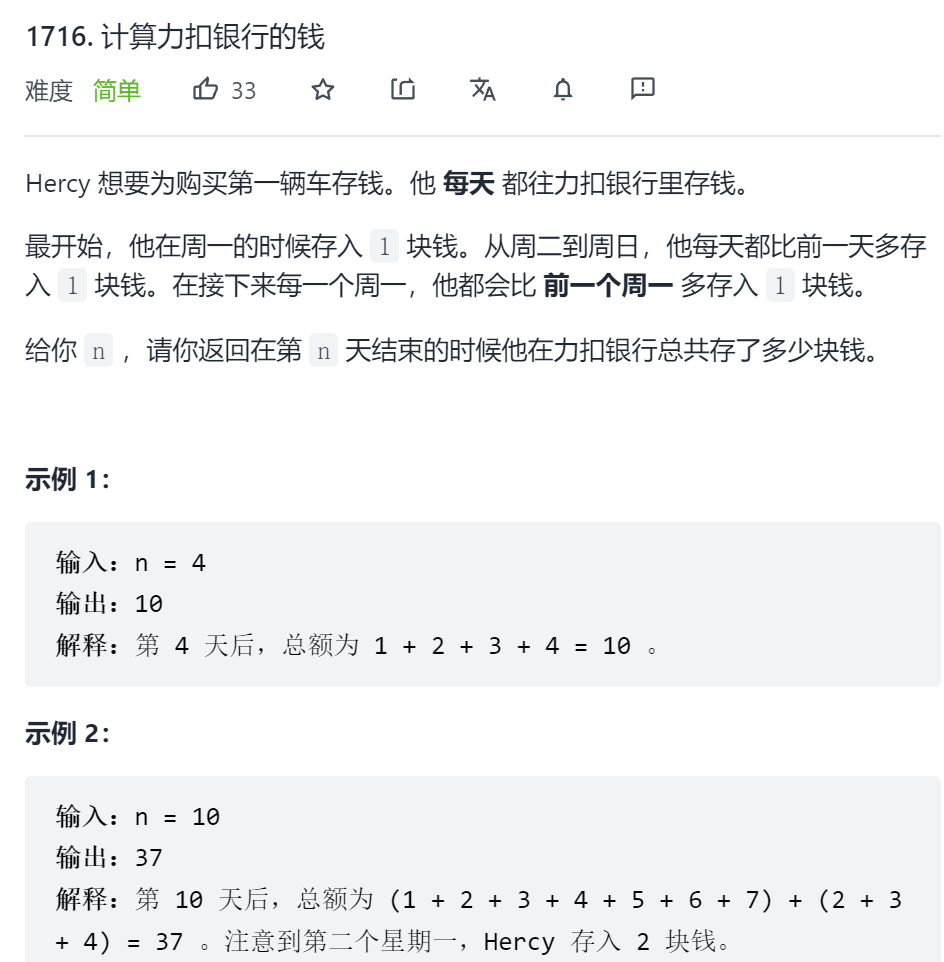 1716. 计算力扣银行的钱
难度 简单 33
Hercy 想要为购买第一辆车存钱。他 每天 都往力扣银行里存钱。
最开始，他在周一的时候存入 1 块钱。从周二到周日，他每天都比前一天多存
入 1 块钱。在接下来每一个周一，他都会比 前一个周一 多存入 1 块钱。
给你 n ，请你返回在第 n 天结束的时候他在力扣银行总共存了多少块钱。
示例 1：
输入：n = 4
输出：10
解释：第 4 天后，总额为 1 + 2 + 3 + 4 = 10 。
示例 2：
输入：n = 10
输出：37
解释：第 10 天后，总额为 (1 + 2 + 3 + 4 + 5 + 6 + 7) + (2 + 3
+ 4) = 37 。注意到第二个星期一，Hercy 存入 2 块钱。